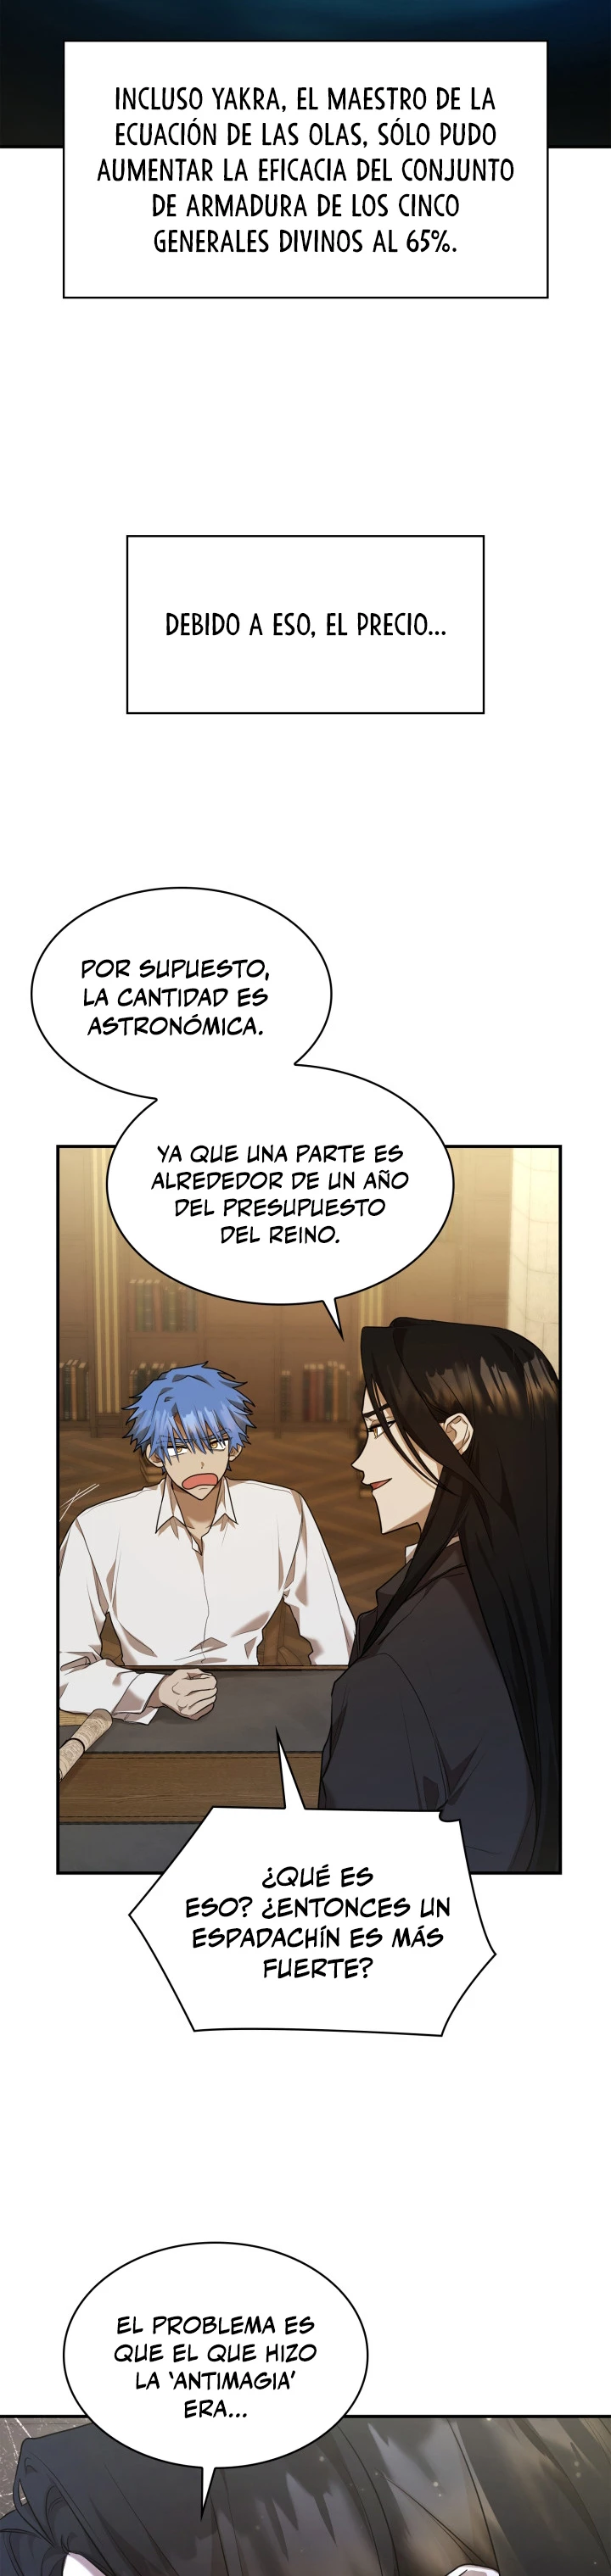 INCLUSO YAKRA, EL MAESTRO DE LA
ECUACIÓN DE LAS OLAS, SÓLO PUDO
AUMENTAR LA EFICACIA DEL CONJUNTO
DE ARMADURA DE LOS CINCO
GENERALES DIVINOS AL 65%.
DEBIDO A ESO, EL PRECIO...
POR SUPUESTO,
LA CANTIDAD ES
ASTRONÓMICA.
YA QUE UNA PARTE ES
ALREDEDOR DE UN AÑO
DEL PRESUPUESTO
DEL REINO.
¿QUÉ ES
ESO? ¿ENTONCES UN
ESPADACHÍN ES MÁS
FUERTE?
EL PROBLEMA ES
QUE EL QUE HIZO
LA 'ANTIMAGIA'
ERA...